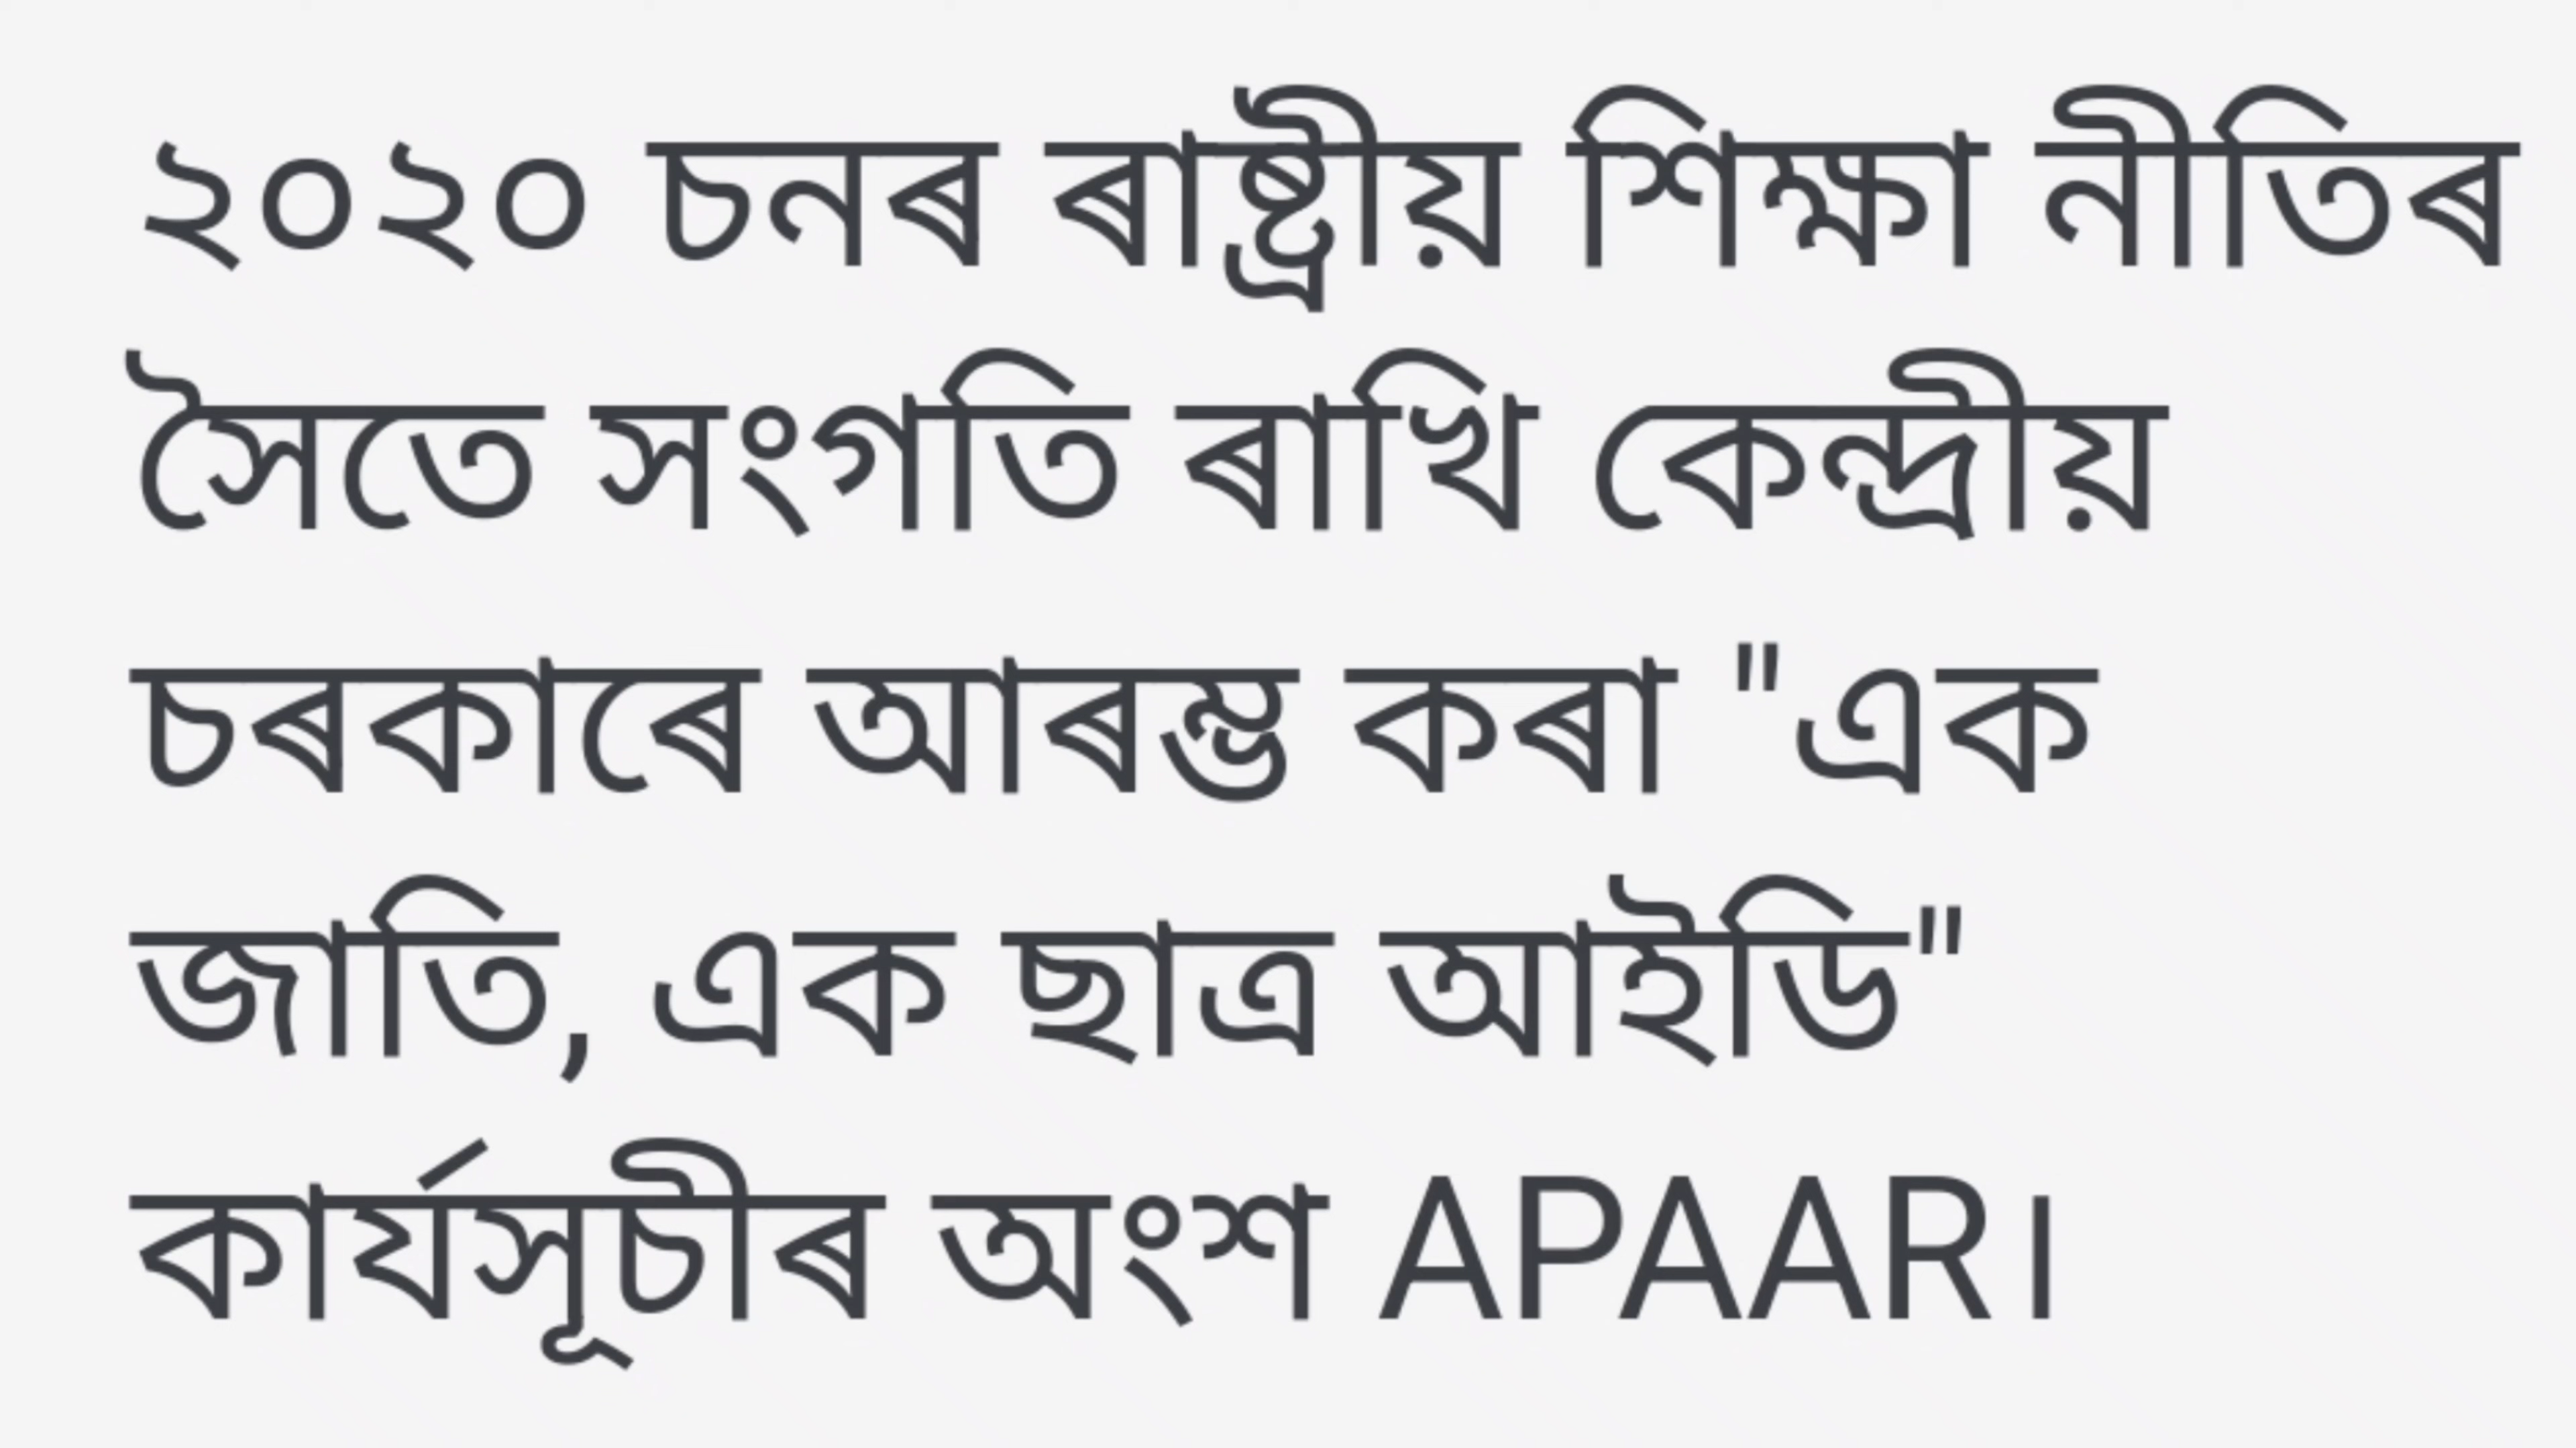 ২০২০ চনৰ ৰাষ্ট্ৰীয় শিক্ষা নীতিৰ
সৈতে সংগতি ৰাখি কেন্দ্ৰীয়
চৰকাৰে আৰম্ভ কৰা "এক
জাতি, এক ছাত্ৰ আইডি"
কাৰ্যসূচীৰ অংশ APAAR।